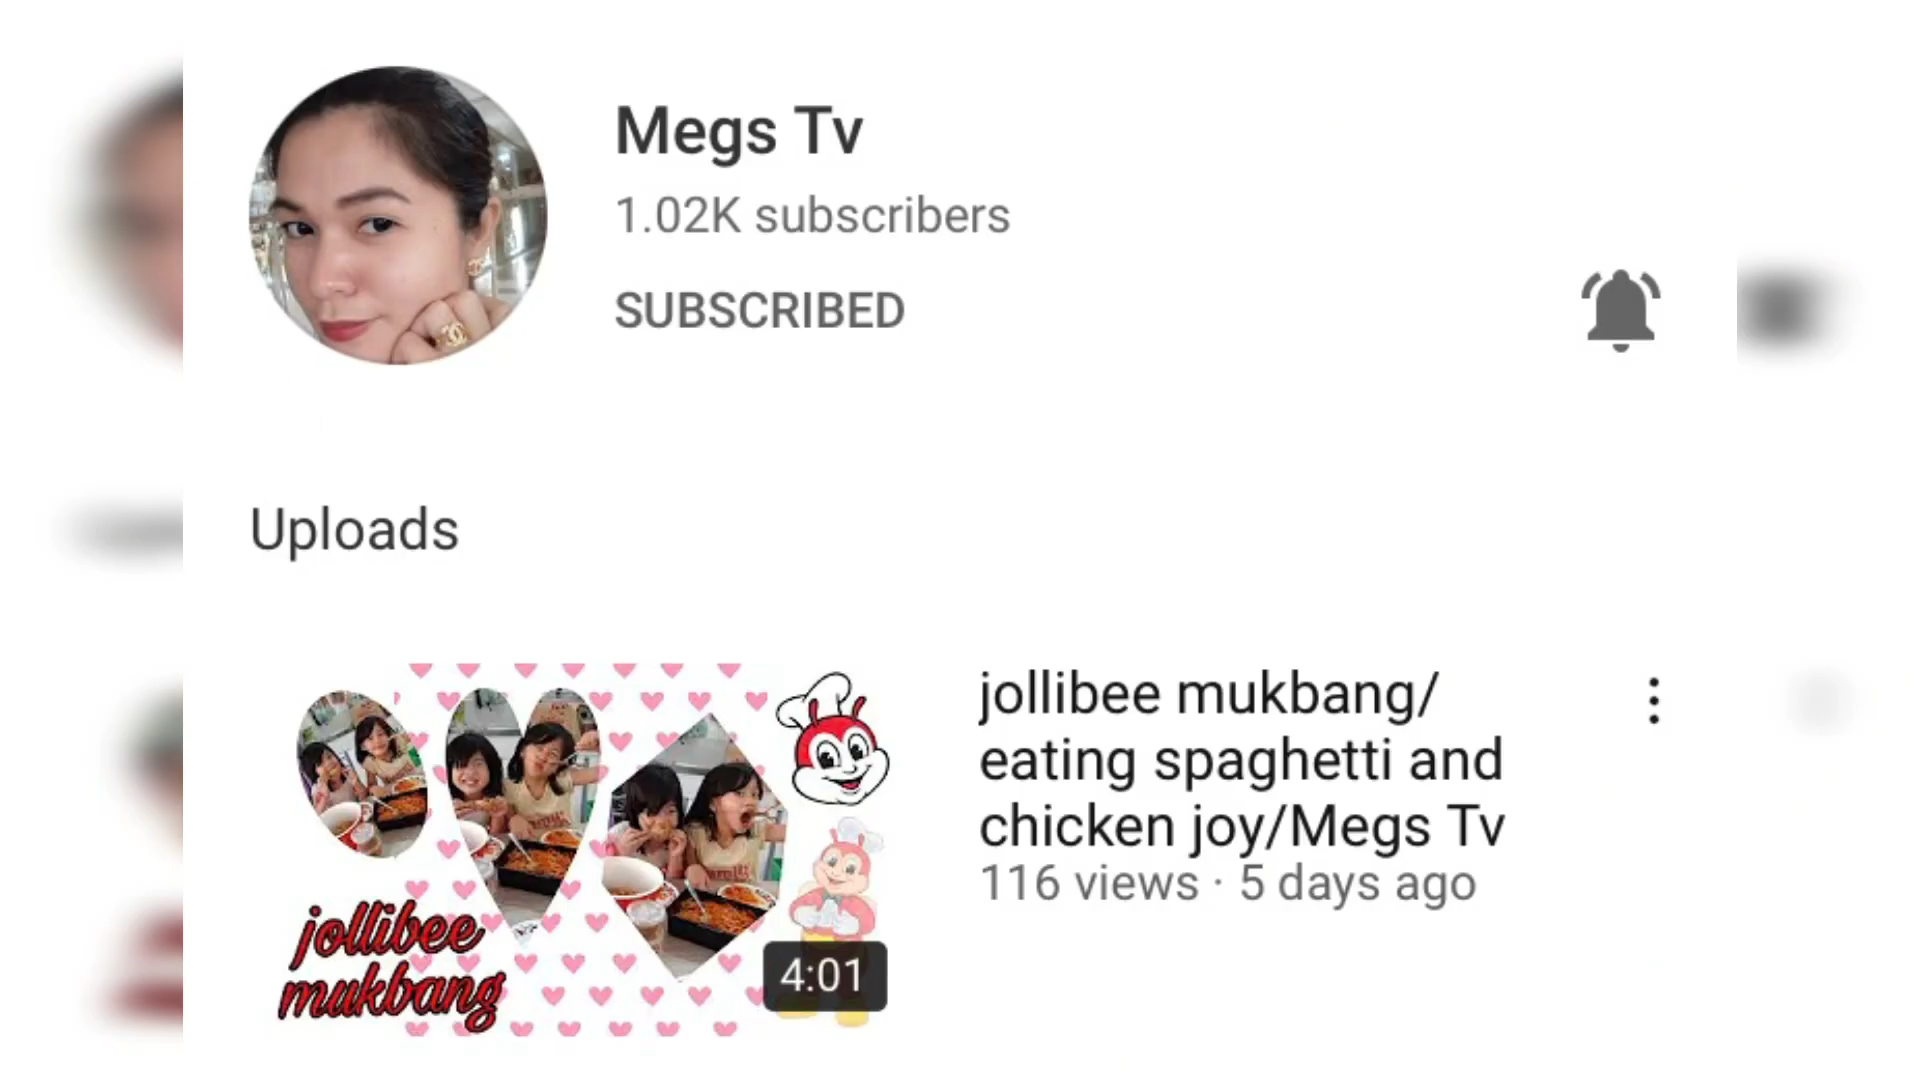 Megs Tv
1.02K subscribers
SUBSCRIBED
Uploads
jollibee mukbang/
eating spaghetti and
chicken joy/Megs Tv
116 views · 5 days ago
jollibee
mukbang
4:01